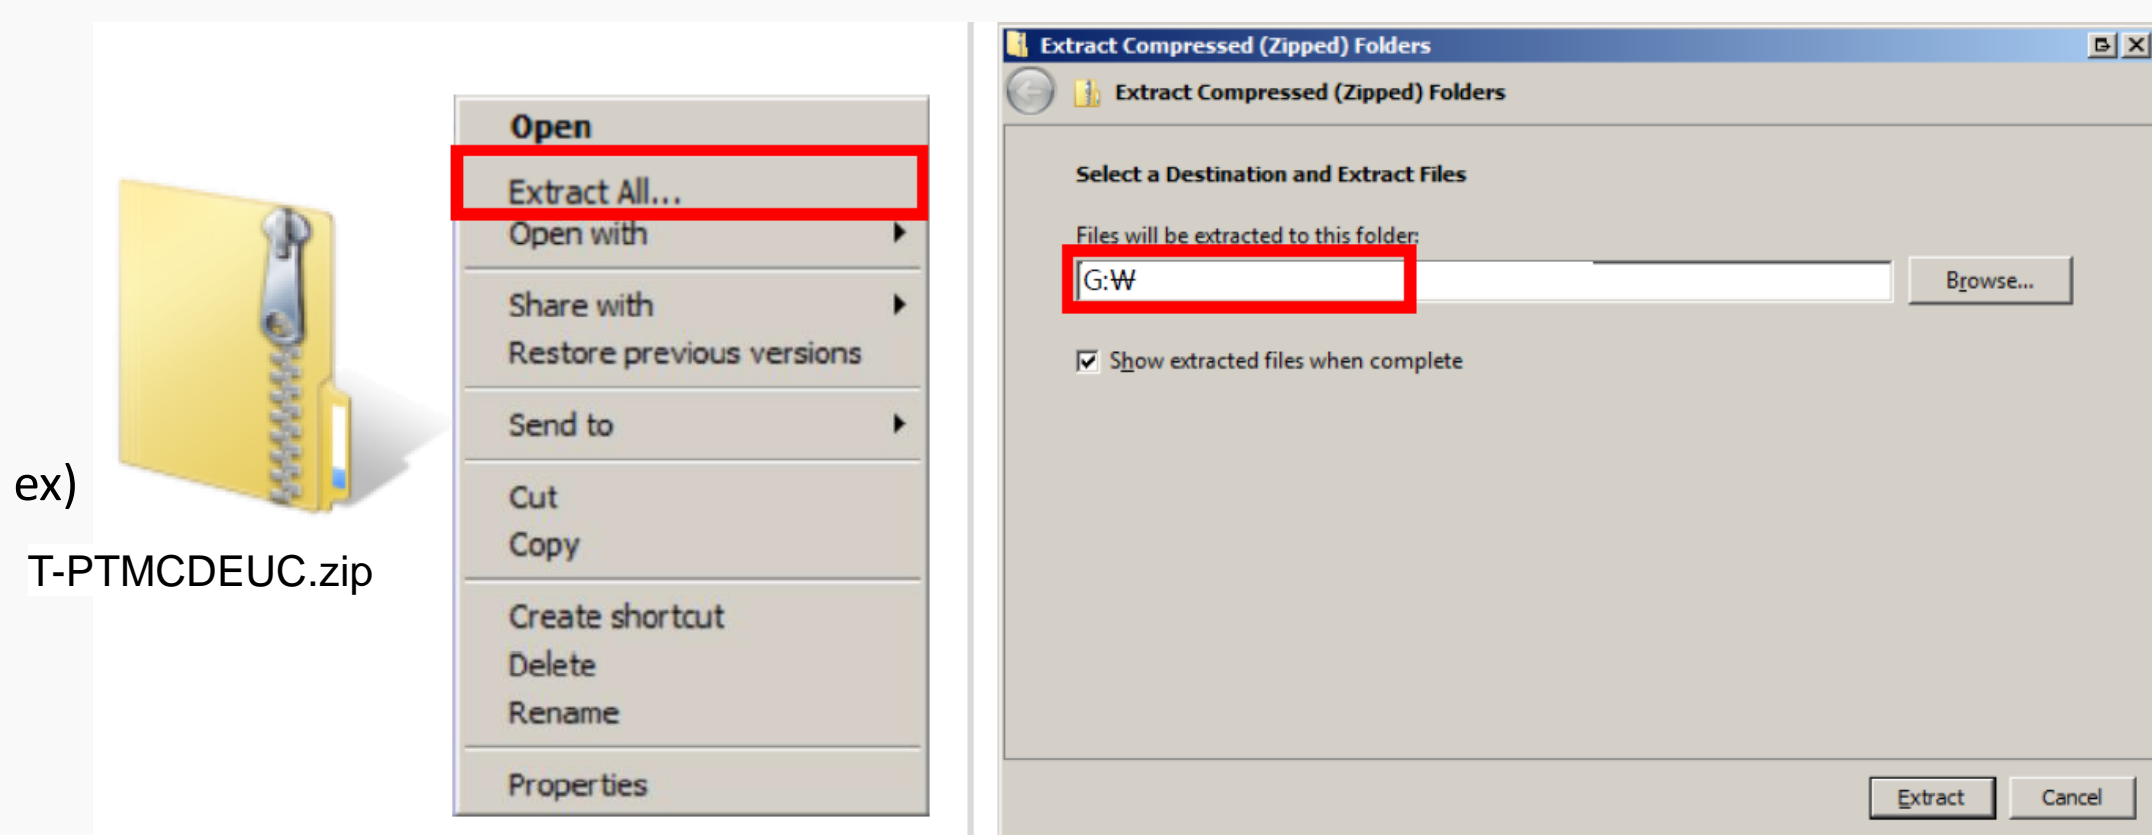 ex)
T-PTMCDEUC.zip
Open
Extract All...
Open with
Share with
Restore previous versions
Send to
Cut
Copy
Create shortcut
Delete
Rename
Properties
Extract Compressed (Zipped) Folders
Extract Compressed (Zipped) Folders
Select a Destination and Extract Files
Files will be extracted to this folder:
G:₩
Browse...
Show extracted files when complete
Extract
Cancel